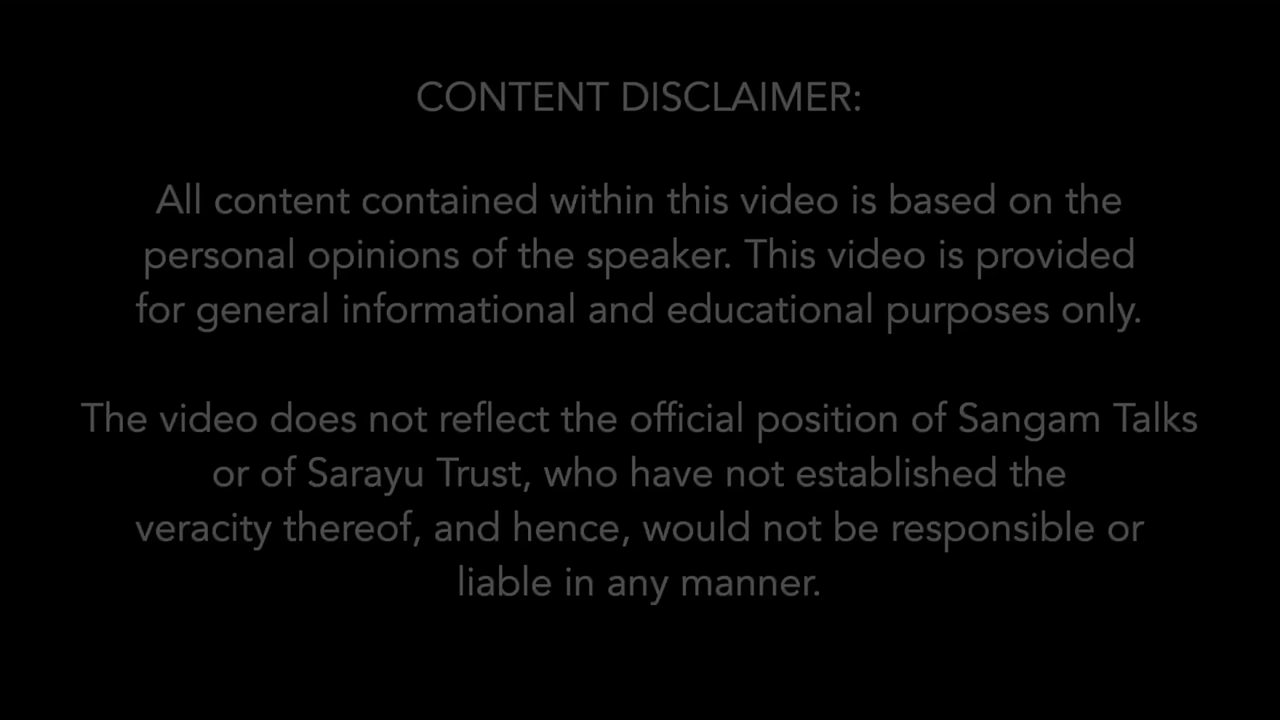 CONTENT DISCLAIMER:
All content contained within this video is based on the
personal opinions of the speaker. This video is provided
for general informational and educational purposes only.
The video does not reflect the official position of Sangam Talks
or of Sarayu Trust, who have not established the
veracity thereof, and hence, would not be responsible or
liable in any manner.